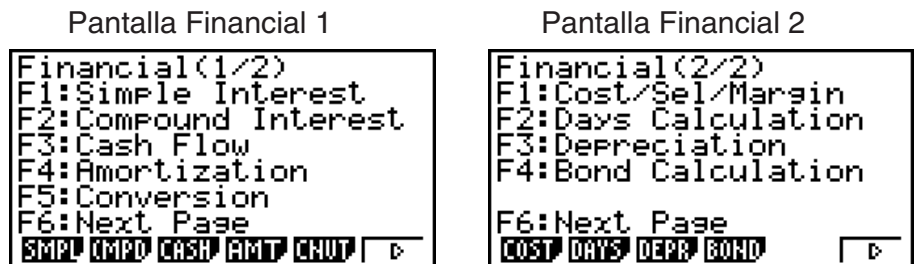 Pantalla Financial 1
Financial(1/2)
F1:Simple Interest
F2:Compound Interest
F3:Cash Flow
F4:Amortization
F5:Conversion
F6:Next Page
SMPL CMPD CASH AMT CNVT ▷
Pantalla Financial 2
Financial(2/2)
F1:Cost/Sel/Margin
F2:Days Calculation
F3:Depreciation
F4:Bond Calculation
F6:Next Page
COST DAYS DEPR BOND ▷